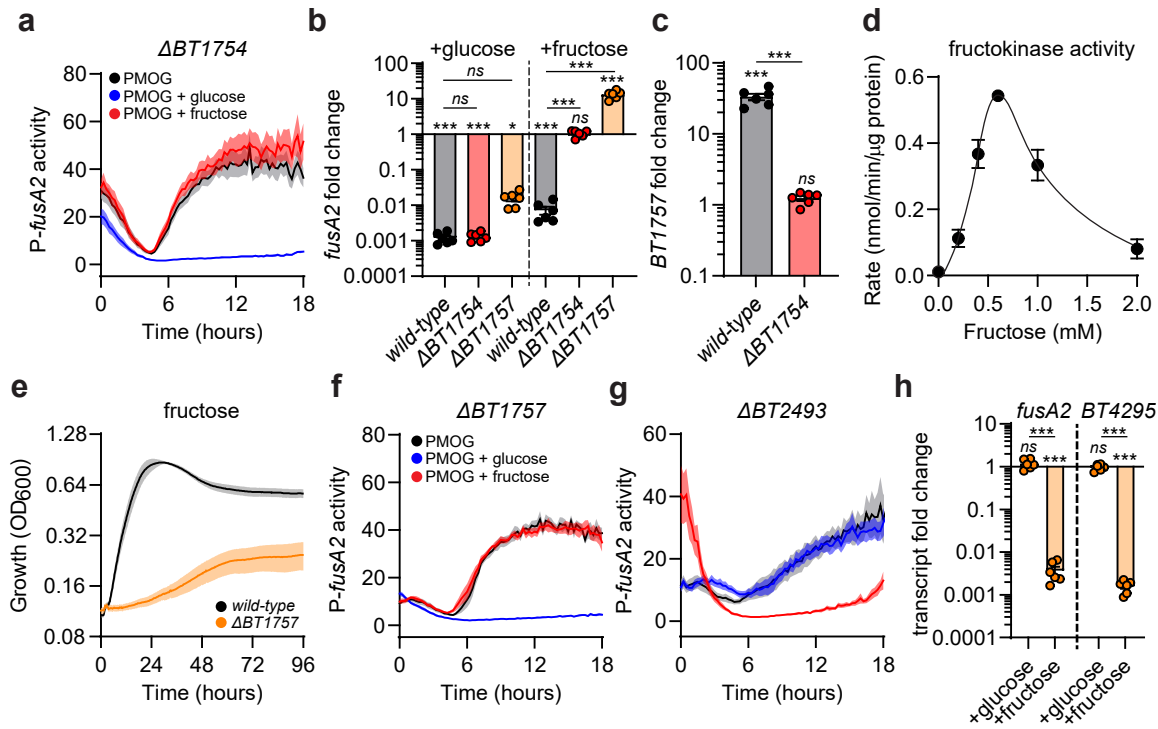 a
ΔBT1754
80
60
40
20
0
P-fusA2 activity
PMOG
PMOG + glucose
PMOG + fructose
0
6
12
18
Time (hours)
b
+glucose
+fructose
100
10
1
0.1
0.01
0.001
0.0001
fusA2 fold change
ns
ns
***
***
*
***
***
***
ns
***
wild-type
ΔBT1754
ΔBT1757
wild-type
ΔBT1754
ΔBT1757
c
100
10
1
0.1
BT1757 fold change
***
***
ns
wild-type
ΔBT1754
d
fructokinase activity
0.6
0.4
0.2
0.0
Rate (nmol/min/μg protein)
0.0
0.5
1.0
1.5
2.0
Fructose (mM)
e
fructose
1.28
0.64
0.32
0.16
0.08
Growth (OD600)
wild-type
ΔBT1757
0
24
48
72
96
Time (hours)
f
ΔBT1757
80
60
40
20
0
P-fusA2 activity
PMOG
PMOG + glucose
PMOG + fructose
0
6
12
18
Time (hours)
g
ΔBT2493
60
40
20
0
P-fusA2 activity
0
6
12
18
Time (hours)
h
fusA2
BT4295
10
1
0.1
0.01
0.001
0.0001
transcript fold change
***
ns
***
***
ns
***
+glucose
+fructose
+glucose
+fructose